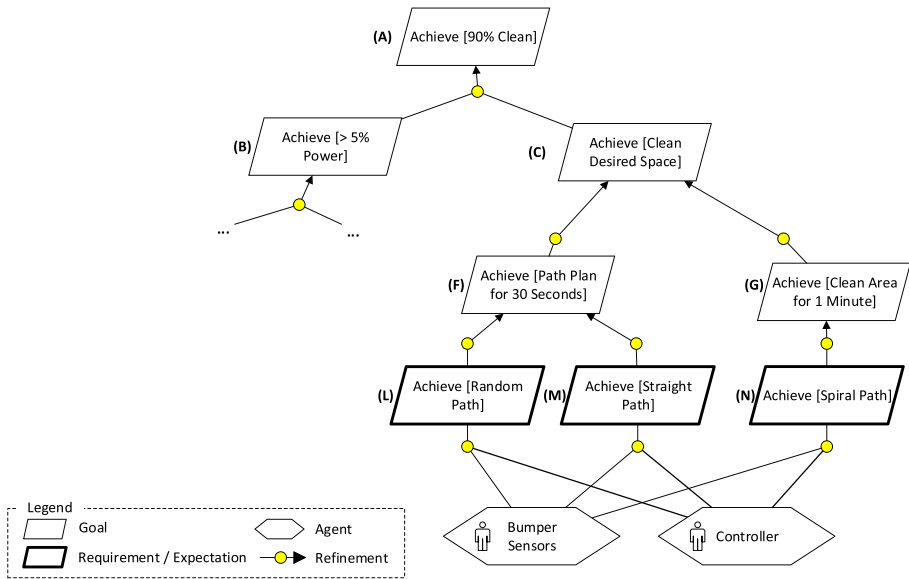 (A)
Achieve [90% Clean]
(B)
Achieve [> 5%
Power]
(C)
Achieve [Clean
Desired Space]
...
...
(F)
Achieve [Path Plan
for 30 Seconds]
(G)
Achieve [Clean Area
for 1 Minute]
(L)
Achieve [Random
Path]
(M)
Achieve [Straight
Path]
(N)
Achieve [Spiral Path]
Bumper
Sensors
Controller
Legend
Goal
Agent
Requirement / Expectation
Refinement